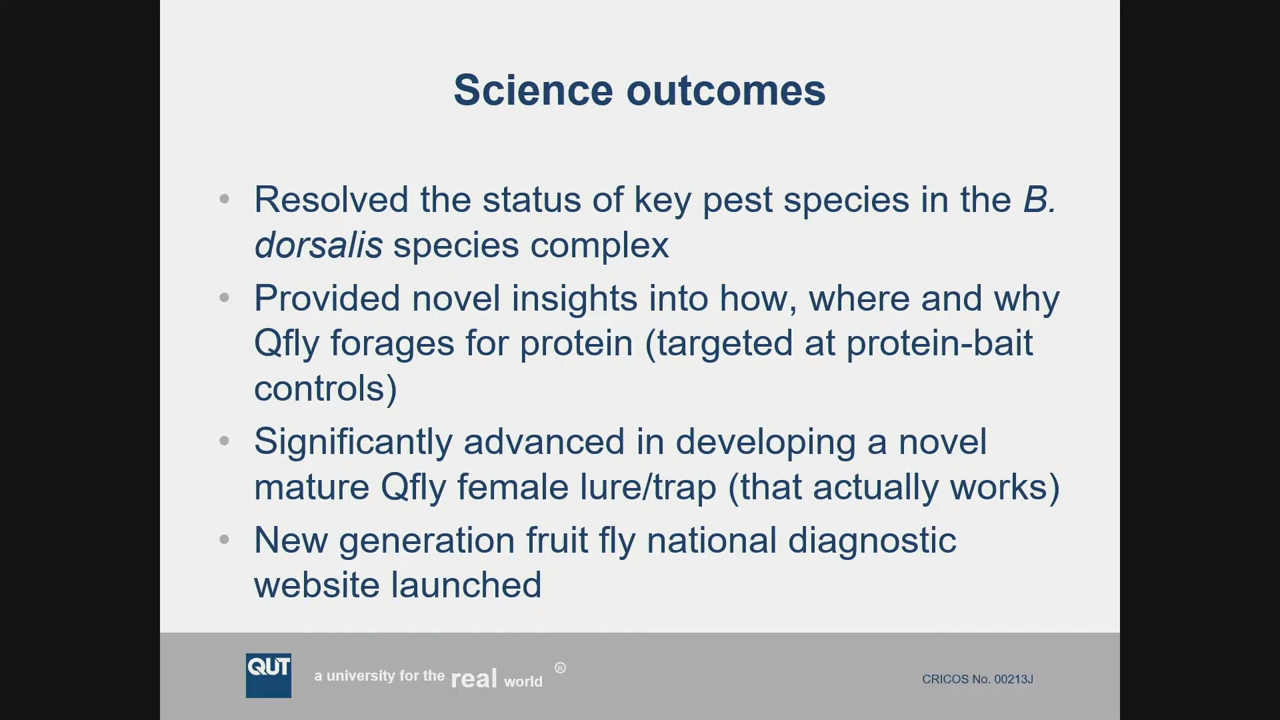 Science outcomes
• Resolved the status of key pest species in the B.
dorsalis species complex
• Provided novel insights into how, where and why
Qfly forages for protein (targeted at protein-bait
controls)
• Significantly advanced in developing a novel
mature Qfly female lure/trap (that actually works)
• New generation fruit fly national diagnostic
website launched
QUT
a university for the real world ®
CRICOS No. 00213J